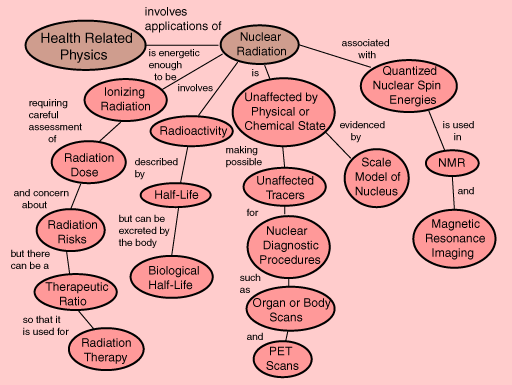 involves
applications of
Health Related
Physics
Nuclear
Radiation
associated
with
is energetic
enough
to be
Ionizing
Radiation
involves
is
Unaffected by
Physical or
Chemical State
Quantized
Nuclear Spin
Energies
requiring
careful
assessment
of
Radioactivity
making
possible
evidenced
by
is used in
Radiation
Dose
described
by
Unaffected
Tracers
Scale
Model of
Nucleus
NMR
and concern
about
Half-Life
for
and
Radiation
Risks
but can be
excreted by
the body
Nuclear
Diagnostic
Procedures
Magnetic
Resonance
Imaging
but there
can be a
Biological
Half-Life
such
as
Therapeutic
Ratio
Organ or Body
Scans
so that it
is used for
and
Radiation
Therapy
PET
Scans